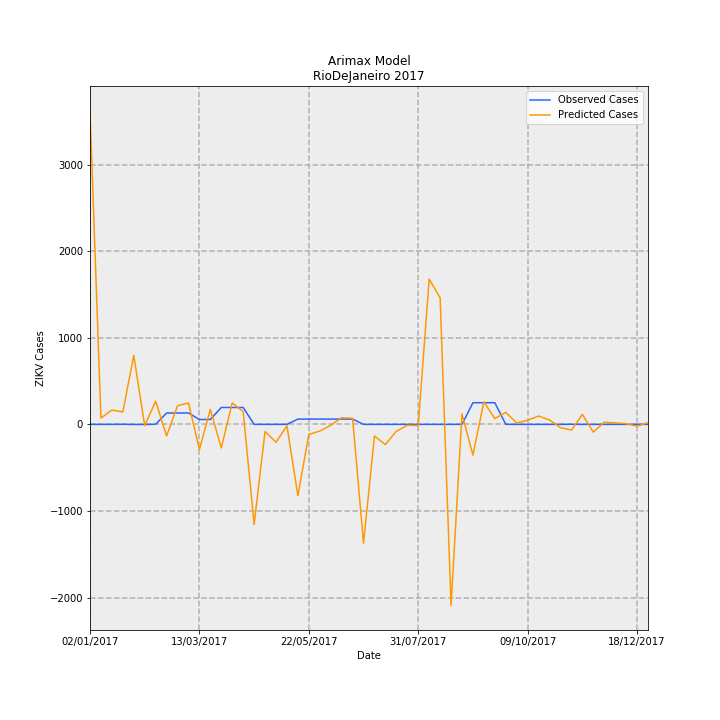 Arimax Model
RioDeJaneiro 2017
Observed Cases
Predicted Cases
ZIKV Cases
3000
2000
1000
0
−1000
−2000
02/01/2017
13/03/2017
22/05/2017
31/07/2017
09/10/2017
18/12/2017
Date